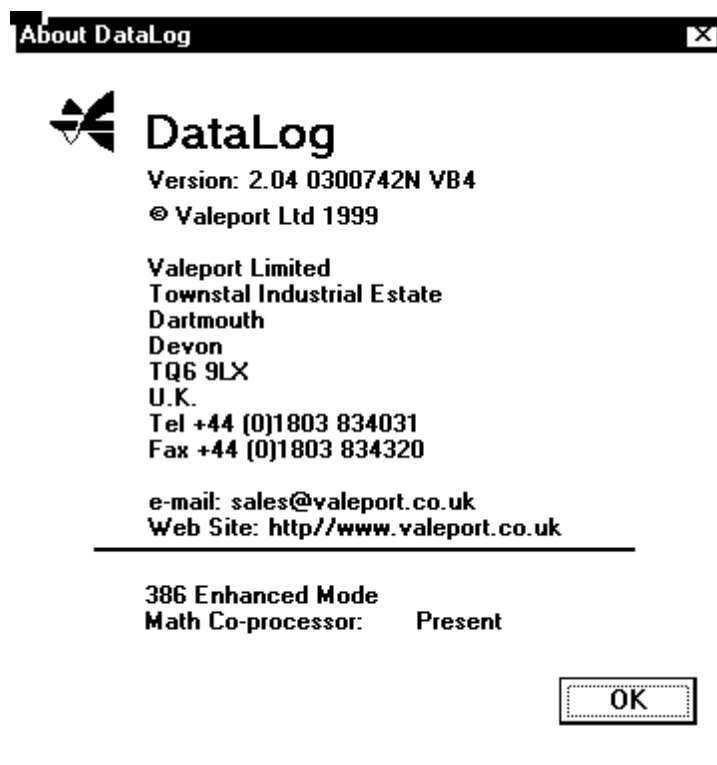 About DataLog
DataLog
Version: 2.04 0300742N VB4
© Valeport Ltd 1999
Valeport Limited
Townstal Industrial Estate
Dartmouth
Devon
TQ6 9LX
U.K.
Tel +44 (0)1803 834031
Fax +44 (0)1803 834320
e-mail: sales@valeport.co.uk
Web Site: http//www.valeport.co.uk
386 Enhanced Mode
Math Co-processor: Present
OK